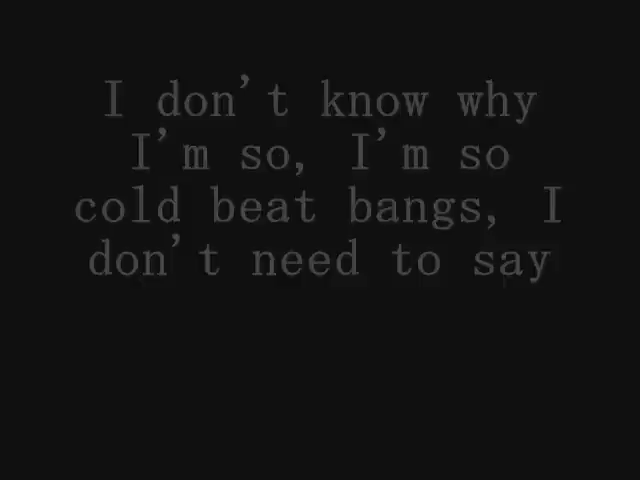 I don't know why
I'm so, I'm so
cold beat bangs, I
don't need to say